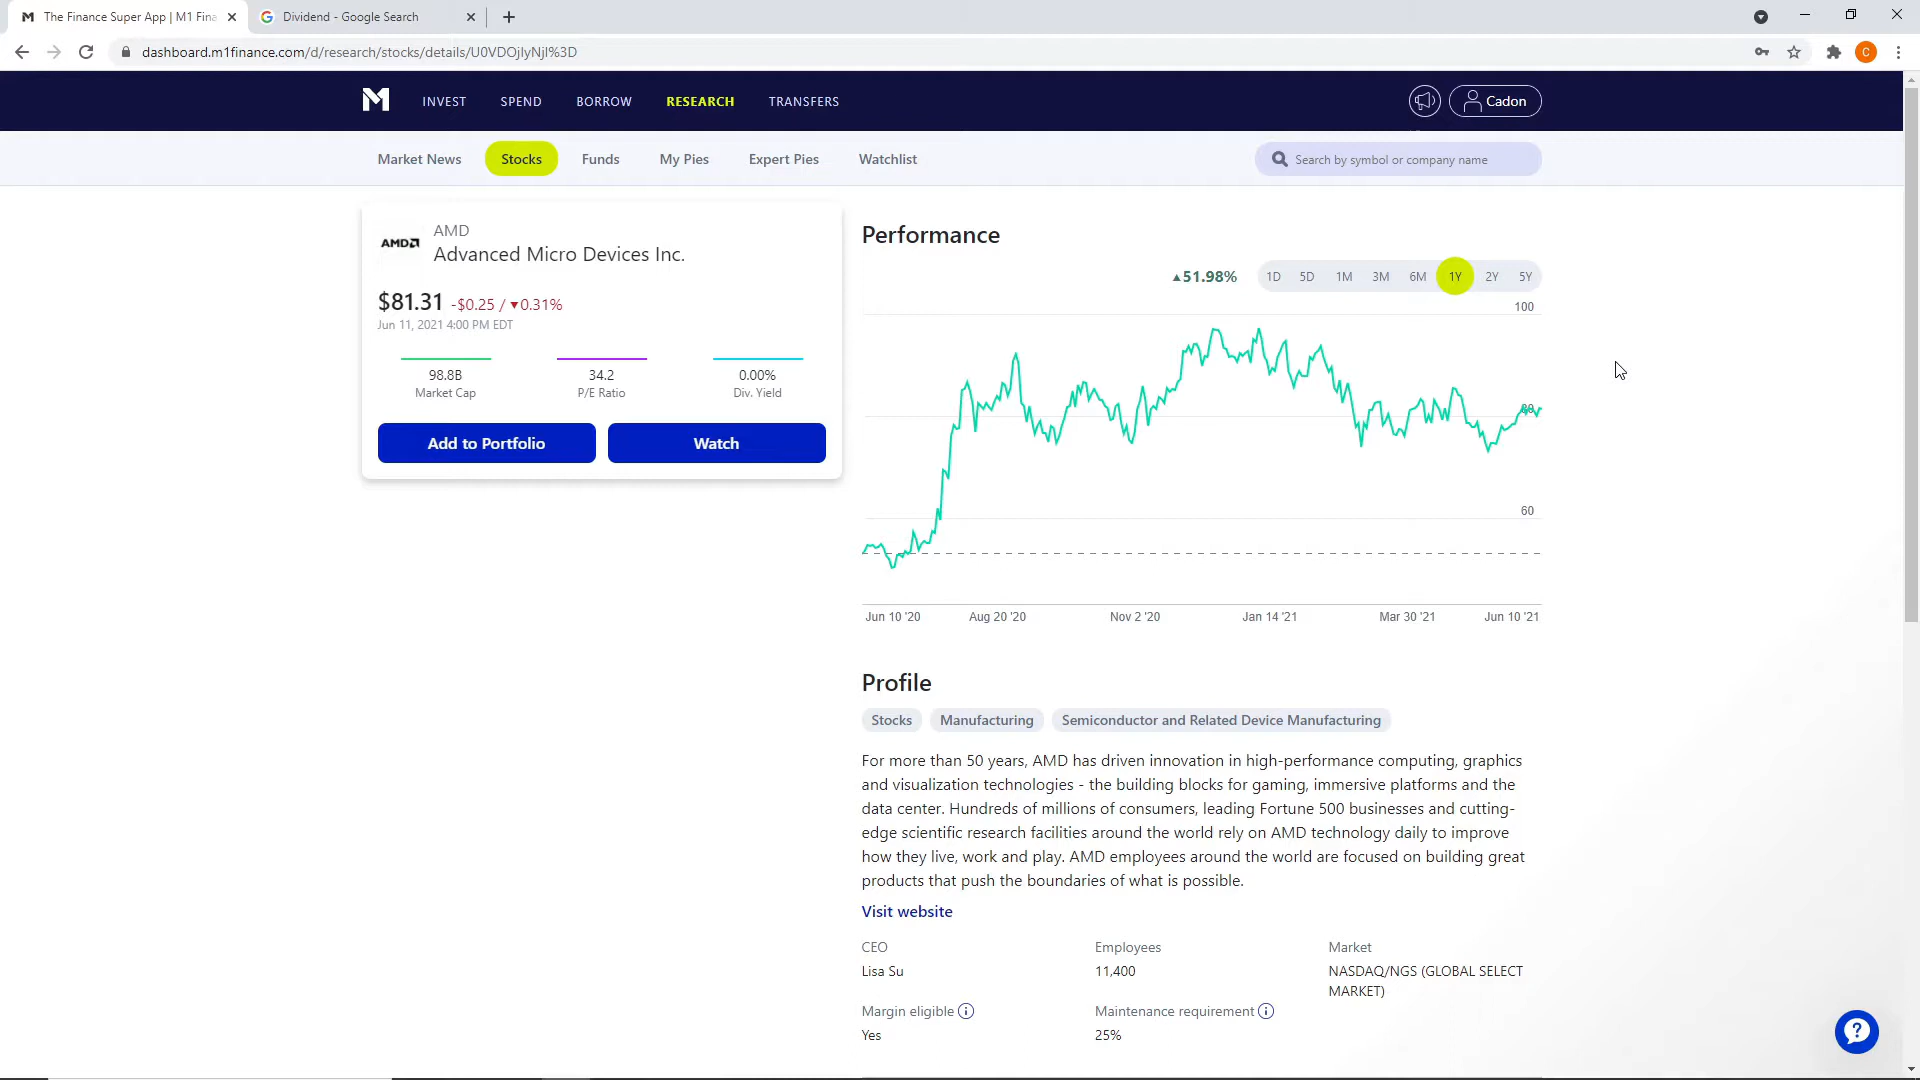 The Finance Super App | M1 Fina
Dividend - Google Search
dashboard.m1finance.com/d/research/stocks/details/U0VDOjIyNjI%3D
C
INVEST SPEND BORROW RESEARCH TRANSFERS
Cadon
Market News Stocks Funds My Pies Expert Pies Watchlist
Search by symbol or company name
AMD
AMD
Advanced Micro Devices Inc.
$81.31 -$0.25 / ▼0.31%
Jun 11, 2021 4:00 PM EDT
98.8B 34.2 0.00%
Market Cap P/E Ratio Div. Yield
Add to Portfolio Watch
Performance
▲51.98% 1D 5D 1M 3M 6M 1Y 2Y 5Y
100
80
60
Jun 10 '20 Aug 20 '20 Nov 2 '20 Jan 14 '21 Mar 30 '21 Jun 10 '21
Profile
Stocks Manufacturing Semiconductor and Related Device Manufacturing
For more than 50 years, AMD has driven innovation in high-performance computing, graphics
and visualization technologies - the building blocks for gaming, immersive platforms and the
data center. Hundreds of millions of consumers, leading Fortune 500 businesses and cutting-
edge scientific research facilities around the world rely on AMD technology daily to improve
how they live, work and play. AMD employees around the world are focused on building great
products that push the boundaries of what is possible.
Visit website
CEO Employees Market
Lisa Su 11,400 NASDAQ/NGS (GLOBAL SELECT
MARKET)
Margin eligible Maintenance requirement
Yes 25%